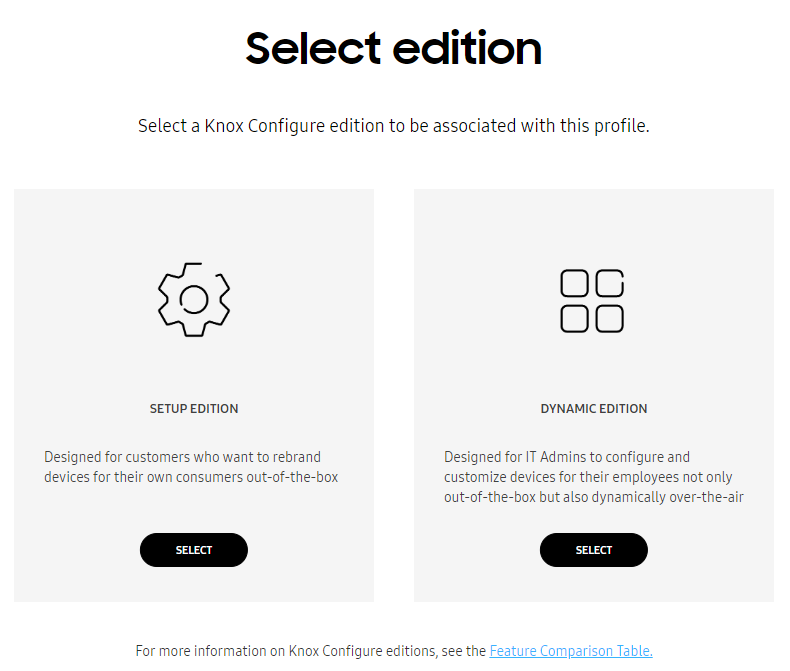 Select edition
Select a Knox Configure edition to be associated with this profile.
SETUP EDITION
Designed for customers who want to rebrand
devices for their own consumers out-of-the-box
SELECT
DYNAMIC EDITION
Designed for IT Admins to configure and
customize devices for their employees not only
out-of-the-box but also dynamically over-the-air
SELECT
For more information on Knox Configure editions, see the Feature Comparison Table.